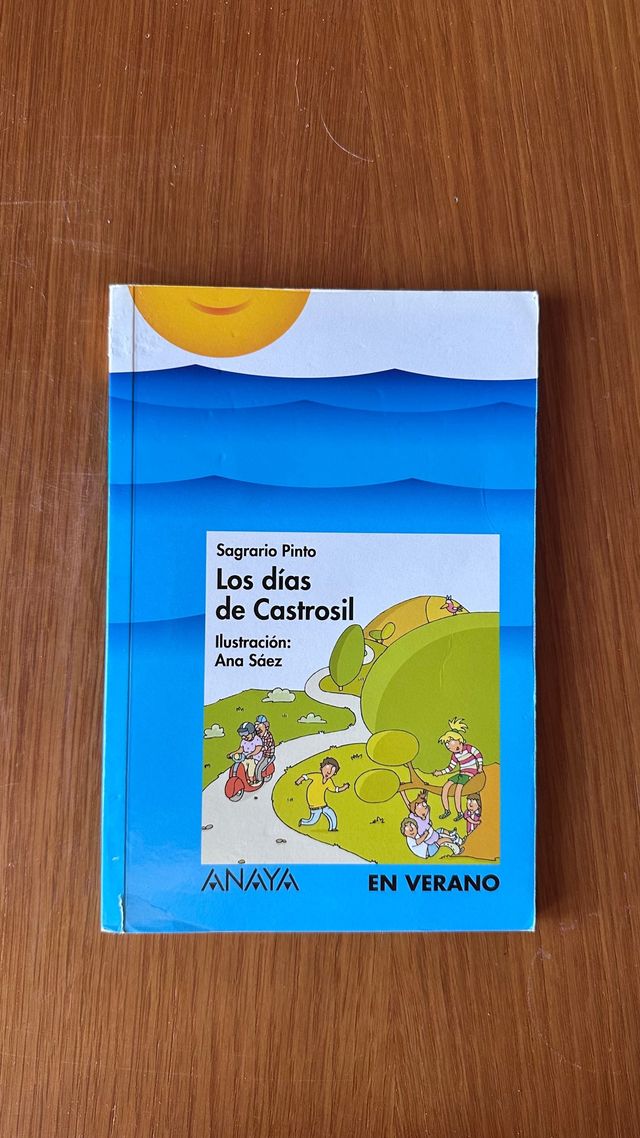 Sagrario Pinto
Los días
de Castrosil
Ilustración:
Ana Sáez
ANAYA
EN VERANO